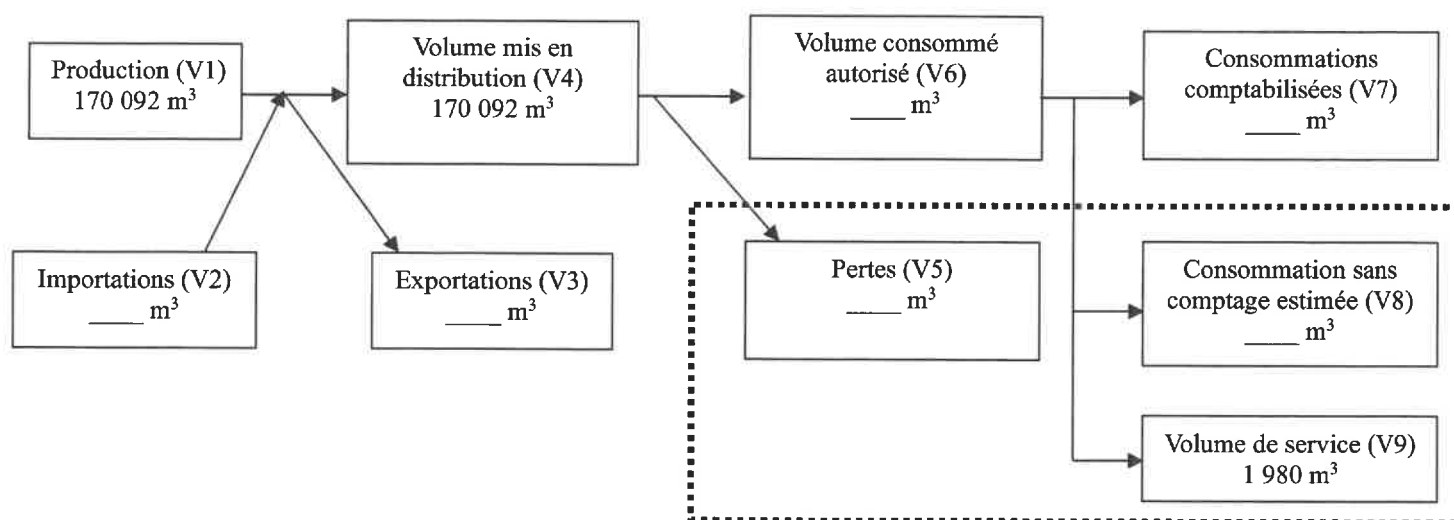 Production (V1)
170 092 m³
Volume mis en
distribution (V4)
170 092 m³
Volume consommé
autorisé (V6)
____ m³
Consommations
comptabilisées (V7)
____ m³
Importations (V2)
____ m³
Exportations (V3)
____ m³
Pertes (V5)
____ m³
Consommation sans
comptage estimée (V8)
____ m³
Volume de service (V9)
1 980 m³